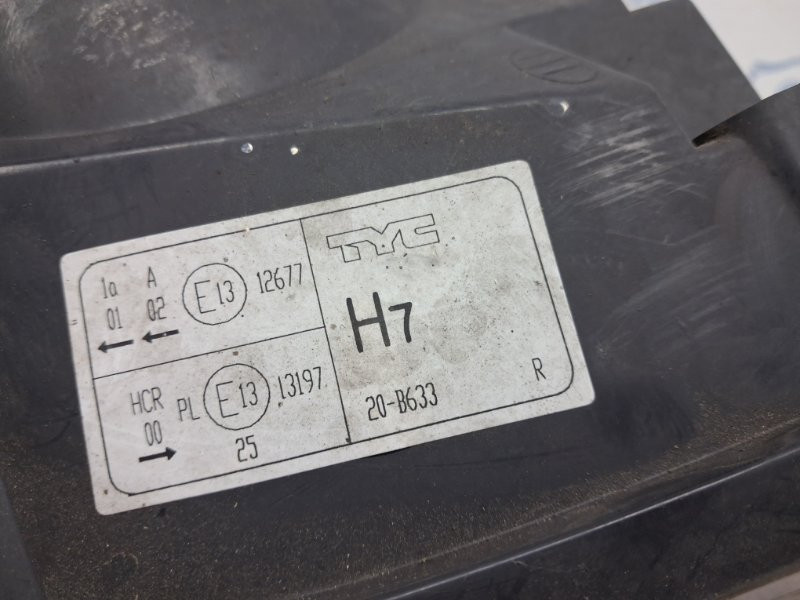 1a A E13 12677
01 02
HCR PL E13 13197
00 25
TYC
H7
20-B633 R